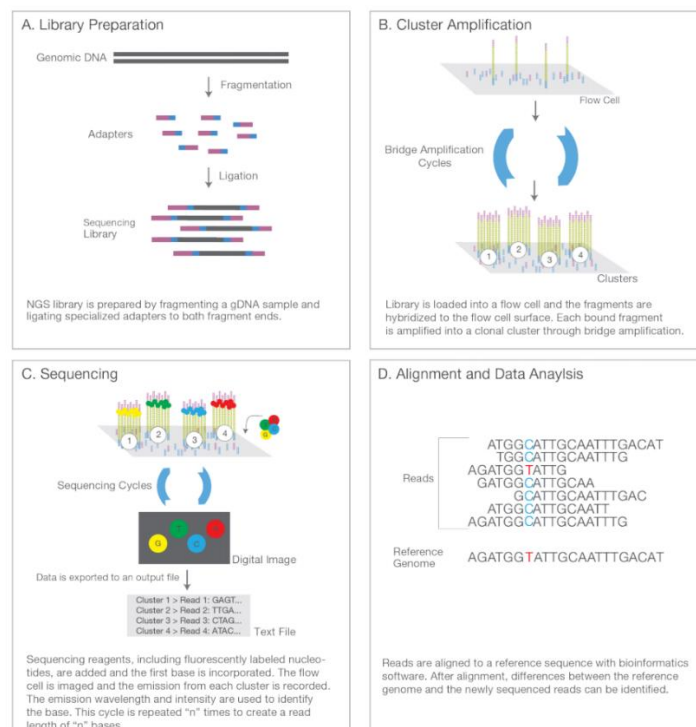 A. Library Preparation
Genomic DNA
Fragmentation
Adapters
Ligation
Sequencing
Library
NGS library is prepared by fragmenting a gDNA sample and
ligating specialized adapters to both fragment ends.
B. Cluster Amplification
Flow Cell
Bridge Amplification
Cycles
1
2
3
4
Clusters
Library is loaded into a flow cell and the fragments are
hybridized to the flow cell surface. Each bound fragment
is amplified into a clonal cluster through bridge amplification.
C. Sequencing
1
2
3
4
G
Sequencing Cycles
T
A
G
C
Digital Image
Data is exported to an output file
Cluster 1 > Read 1: GAGT...
Cluster 2 > Read 2: TTGA...
Cluster 3 > Read 3: CTAG...
Cluster 4 > Read 4: ATAC...
Text File
Sequencing reagents, including fluorescently labeled nucleo-
tides, are added and the first base is incorporated. The flow
cell is imaged and the emission from each cluster is recorded.
The emission wavelength and intensity are used to identify
the base. This cycle is repeated “n” times to create a read
length of “n” bases.
D. Alignment and Data Anaylsis
ATGGCATTGCAATTTGACAT
TGGCATTGCAATTTG
AGATGGTATTG
Reads
GATGGCATTGCAA
GCATTGCAATTTGAC
ATGGCATTGCAATT
AGATGGCATTGCAATTTG
Reference
Genome
AGATGGTATTGCAATTTGACAT
Reads are aligned to a reference sequence with bioinformatics
software. After alignment, differences between the reference
genome and the newly sequenced reads can be identified.